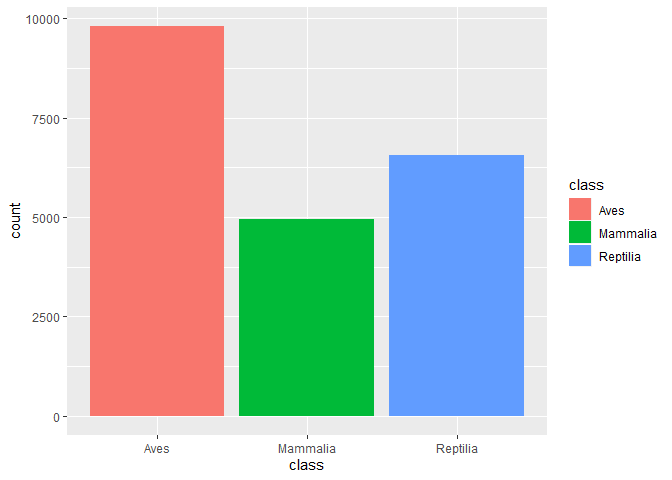 10000
7500
5000
2500
0
count
Aves
Mammalia
Reptilia
class
class
Aves
Mammalia
Reptilia